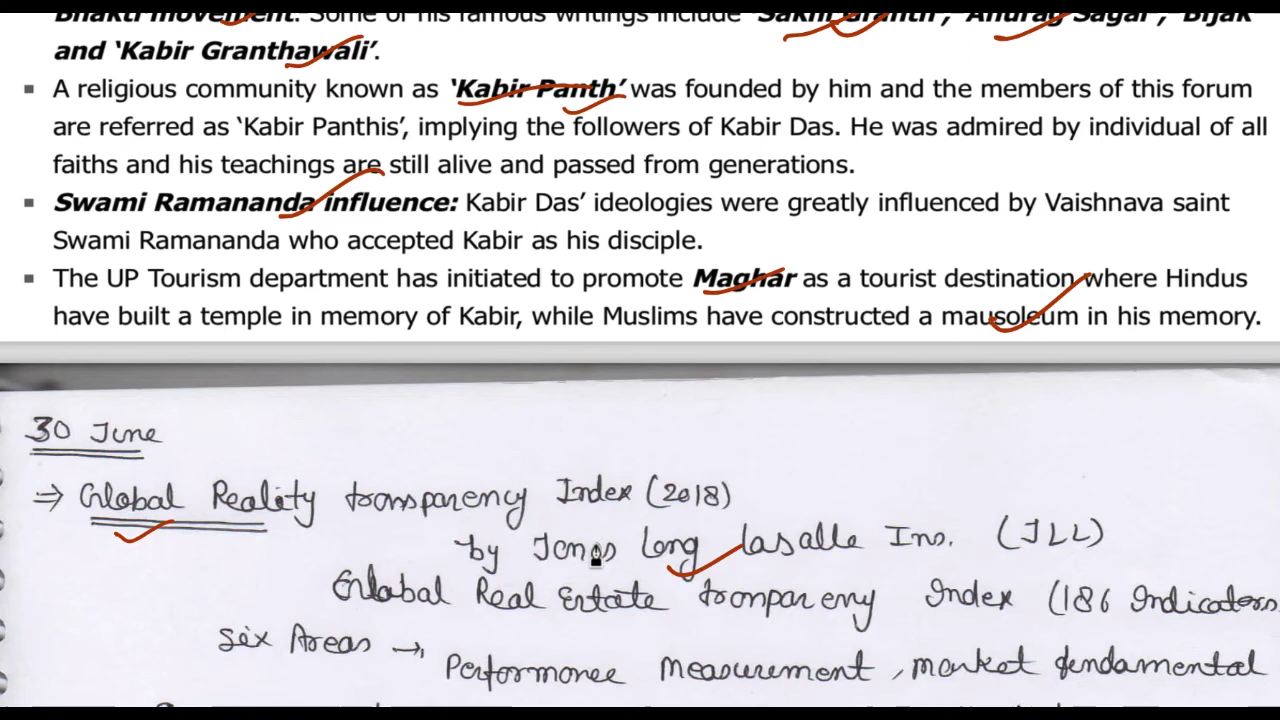 Bhakti movement. Some of his famous writings include 'Sakhi Granth', 'Anurag Sagar', 'Bijak'
and 'Kabir Granthawali'.
▪ A religious community known as 'Kabir Panth' was founded by him and the members of this forum
are referred as 'Kabir Panthis', implying the followers of Kabir Das. He was admired by individual of all
faiths and his teachings are still alive and passed from generations.
▪ Swami Ramananda influence: Kabir Das' ideologies were greatly influenced by Vaishnava saint
Swami Ramananda who accepted Kabir as his disciple.
▪ The UP Tourism department has initiated to promote Maghar as a tourist destination where Hindus
have built a temple in memory of Kabir, while Muslims have constructed a mausoleum in his memory.
30 June
⇒ Global Reality transparency Index (2018)
by Jones Long Lasalle Inc. (JLL)
Global Real Estate transparency Index (186 Indicators
Six Areas → Performance measurement, market fundamental